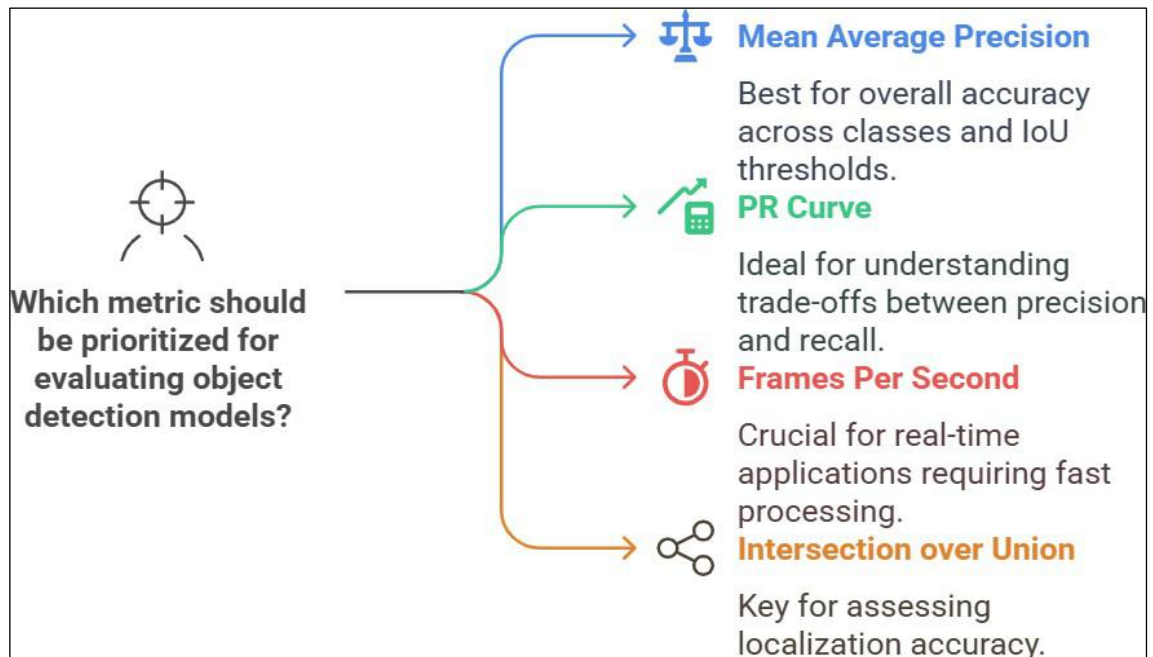 Which metric should
be prioritized for
evaluating object
detection models?
Mean Average Precision
Best for overall accuracy
across classes and IoU
thresholds.
PR Curve
Ideal for understanding
trade-offs between precision
and recall.
Frames Per Second
Crucial for real-time
applications requiring fast
processing.
Intersection over Union
Key for assessing
localization accuracy.